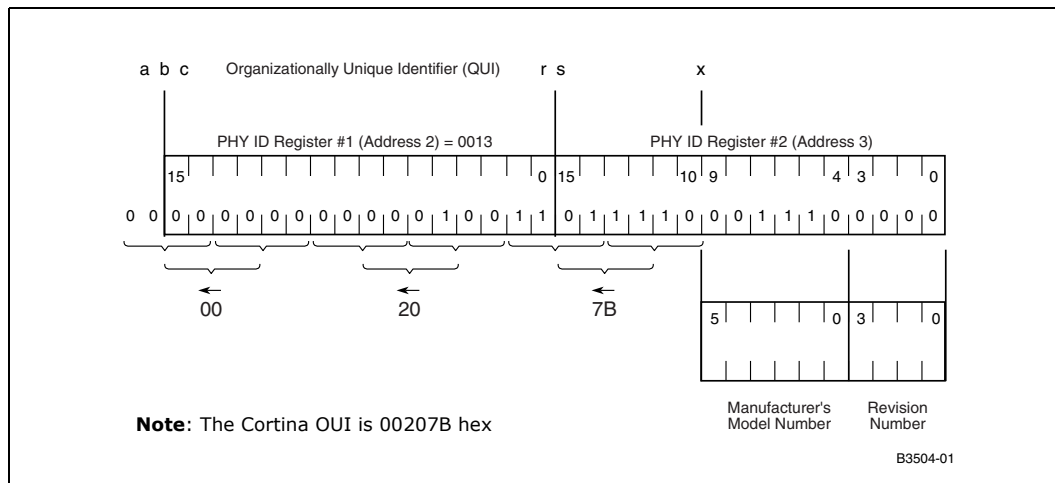 a b c Organizationally Unique Identifier (QUI) r s x
PHY ID Register #1 (Address 2) = 0013 PHY ID Register #2 (Address 3)
15 0 15 10 9 4 3 0
0 0 0 0 0 0 0 0 0 0 0 0 0 1 0 0 1 1 0 1 1 1 1 0 0 0 1 1 1 0 0 0 0 0
00 20 7B
5 0 3 0
Manufacturer's Revision
Model Number Number
Note: The Cortina OUI is 00207B hex
B3504-01